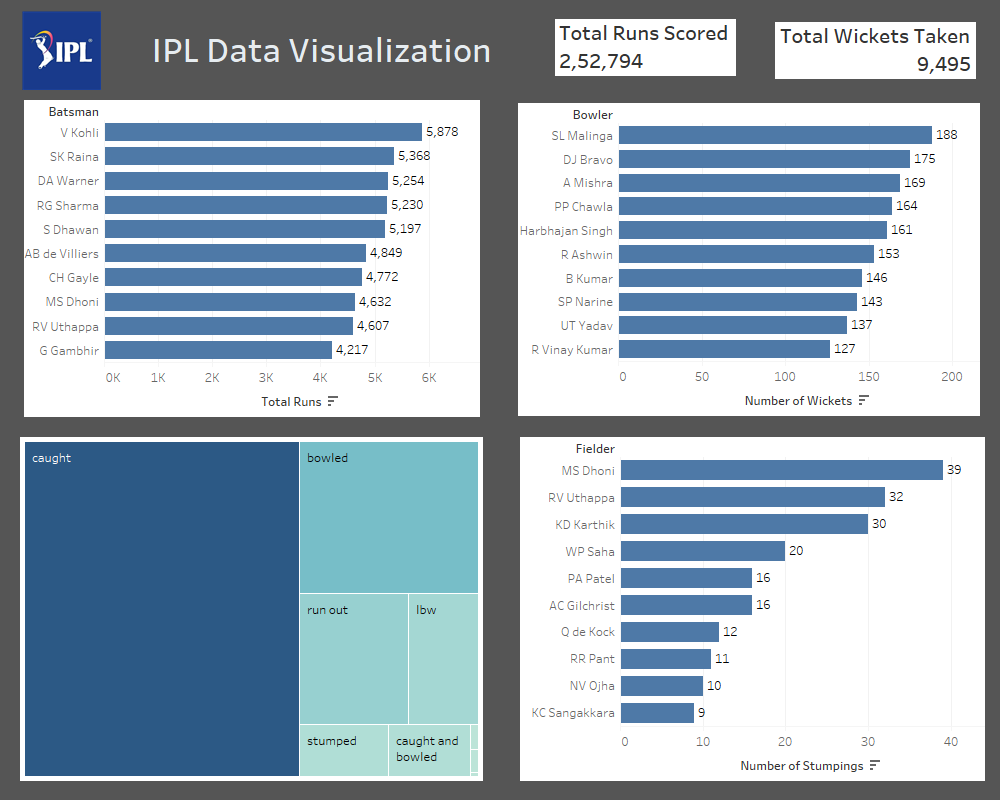 IPL
IPL Data Visualization
Total Runs Scored
2,52,794
Total Wickets Taken
9,495
Batsman
V Kohli 5,878
SK Raina 5,368
DA Warner 5,254
RG Sharma 5,230
S Dhawan 5,197
AB de Villiers 4,849
CH Gayle 4,772
MS Dhoni 4,632
RV Uthappa 4,607
G Gambhir 4,217
0K 1K 2K 3K 4K 5K 6K
Total Runs
Bowler
SL Malinga 188
DJ Bravo 175
A Mishra 169
PP Chawla 164
Harbhajan Singh 161
R Ashwin 153
B Kumar 146
SP Narine 143
UT Yadav 137
R Vinay Kumar 127
0 50 100 150 200
Number of Wickets
caught
bowled
run out
lbw
stumped
caught and
bowled
Fielder
MS Dhoni 39
RV Uthappa 32
KD Karthik 30
WP Saha 20
PA Patel 16
AC Gilchrist 16
Q de Kock 12
RR Pant 11
NV Ojha 10
KC Sangakkara 9
0 10 20 30 40
Number of Stumpings